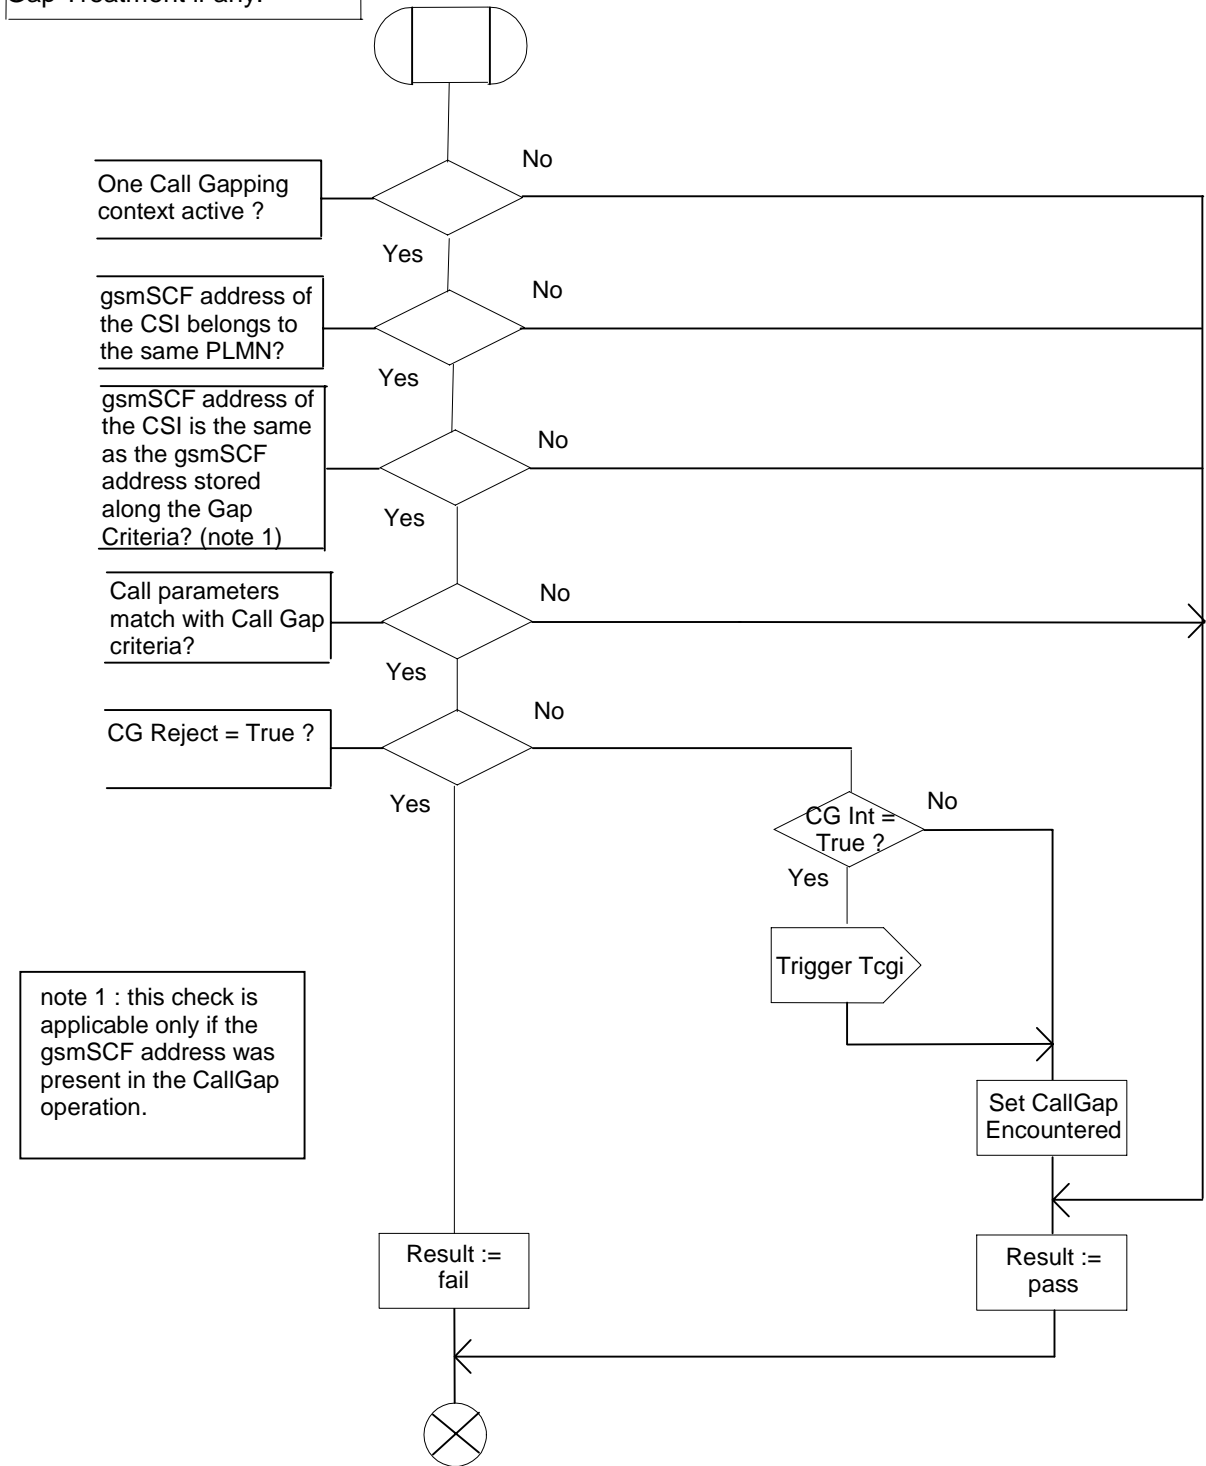 Gap Treatment if any.
No
One Call Gapping
context active ?
Yes
No
gsmSCF address of
the CSI belongs to
the same PLMN?
Yes
gsmSCF address of
the CSI is the same
as the gsmSCF
address stored
along the Gap
Criteria? (note 1)
No
Yes
Call parameters
match with Call Gap
criteria?
No
Yes
CG Reject = True ?
No
Yes
CG Int =
True ?
No
Yes
Trigger Tcgi
note 1 : this check is
applicable only if the
gsmSCF address was
present in the CallGap
operation.
Set CallGap
Encountered
Result :=
fail
Result :=
pass